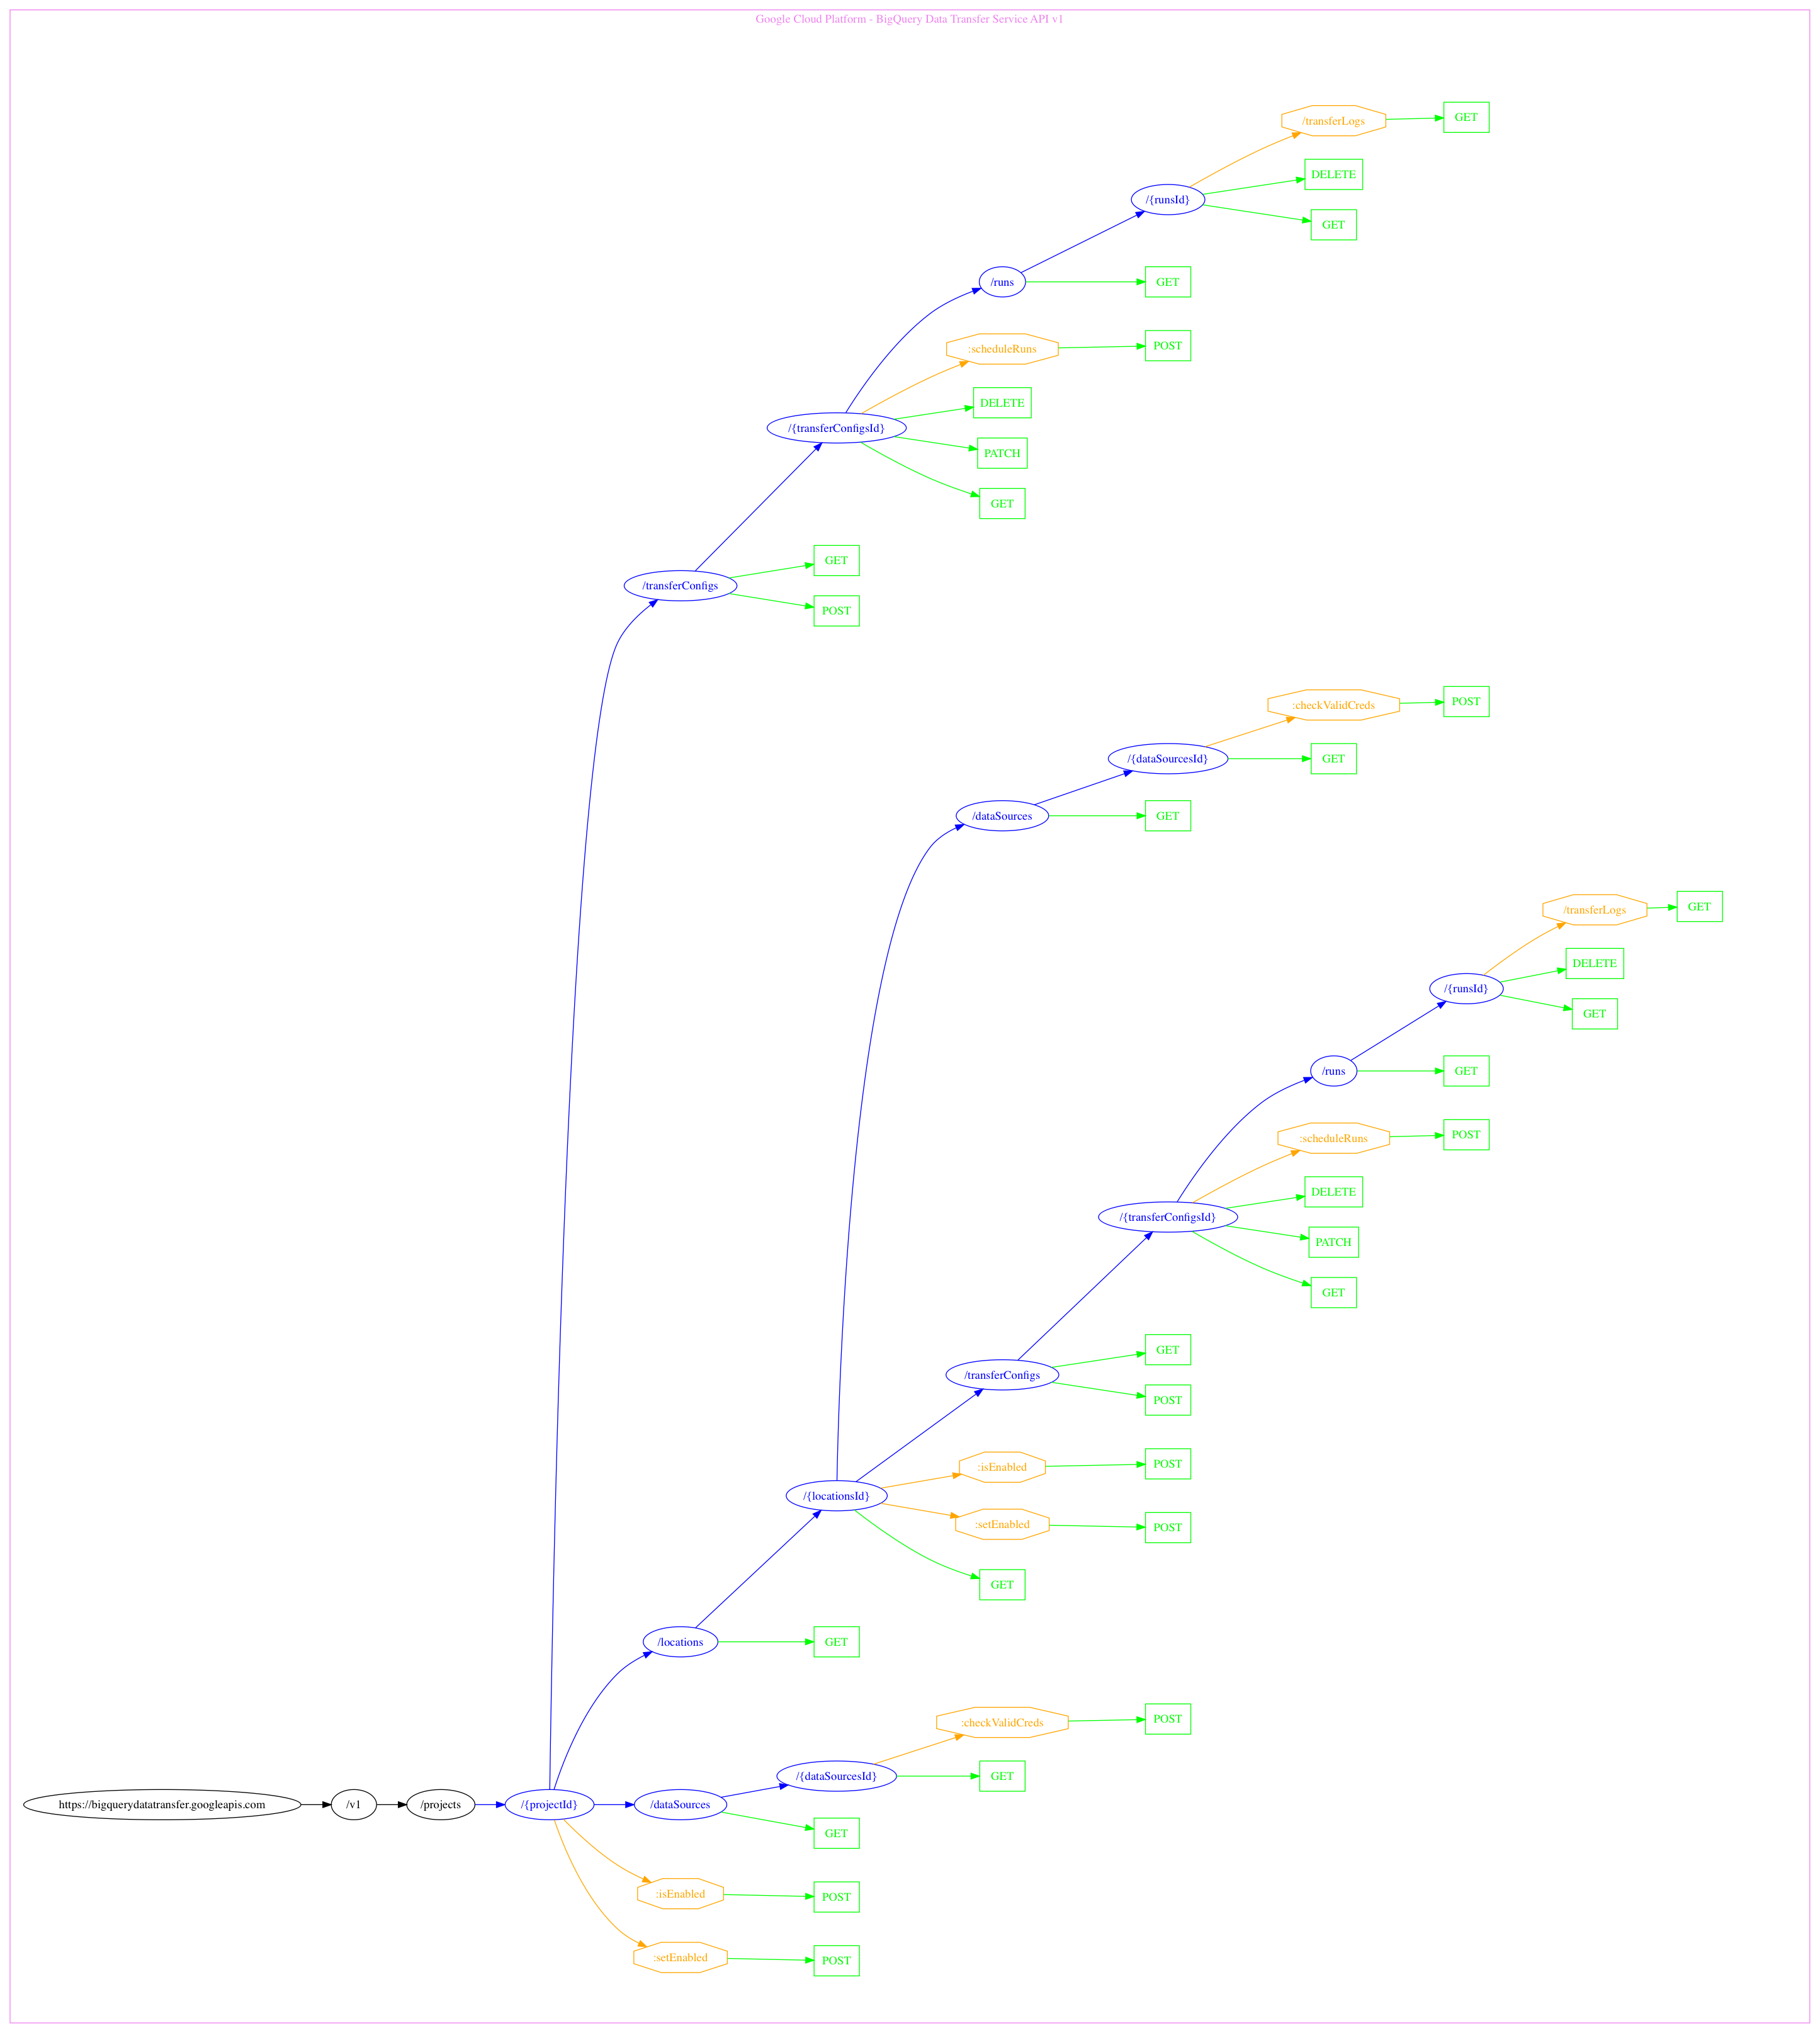 Google Cloud Platform - BigQuery Data Transfer Service API v1
/transferLogs
GET
DELETE
/{runsId}
GET
/runs
GET
:scheduleRuns
POST
DELETE
/{transferConfigsId}
PATCH
GET
GET
/transferConfigs
POST
:checkValidCreds
POST
/{dataSourcesId}
GET
/dataSources
GET
/transferLogs
GET
DELETE
/{runsId}
GET
/runs
GET
:scheduleRuns
POST
DELETE
/{transferConfigsId}
PATCH
GET
GET
/transferConfigs
POST
:isEnabled
POST
/{locationsId}
:setEnabled
POST
GET
/locations
GET
:checkValidCreds
POST
/{dataSourcesId}
GET
https://bigquerydatatransfer.googleapis.com
/v1
/projects
/{projectId}
/dataSources
GET
:isEnabled
POST
:setEnabled
POST